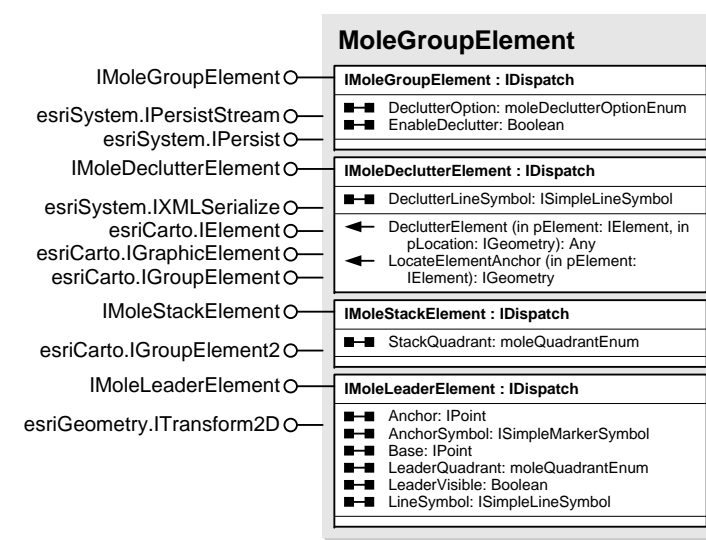 MoleGroupElement
IMoleGroupElement
esriSystem.IPersistStream
esriSystem.IPersist
IMoleDeclutterElement
esriSystem.IXMLSerialize
esriCarto.IElement
esriCarto.IGraphicElement
esriCarto.IGroupElement
IMoleStackElement
esriCarto.IGroupElement2
IMoleLeaderElement
esriGeometry.ITransform2D
IMoleGroupElement : IDispatch
DeclutterOption: moleDeclutterOptionEnum
EnableDeclutter: Boolean
IMoleDeclutterElement : IDispatch
DeclutterLineSymbol: ISimpleLineSymbol
DeclutterElement (in pElement: IElement, in
pLocation: IGeometry): Any
LocateElementAnchor (in pElement:
IElement): IGeometry
IMoleStackElement : IDispatch
StackQuadrant: moleQuadrantEnum
IMoleLeaderElement : IDispatch
Anchor: IPoint
AnchorSymbol: ISimpleMarkerSymbol
Base: IPoint
LeaderQuadrant: moleQuadrantEnum
LeaderVisible: Boolean
LineSymbol: ISimpleLineSymbol